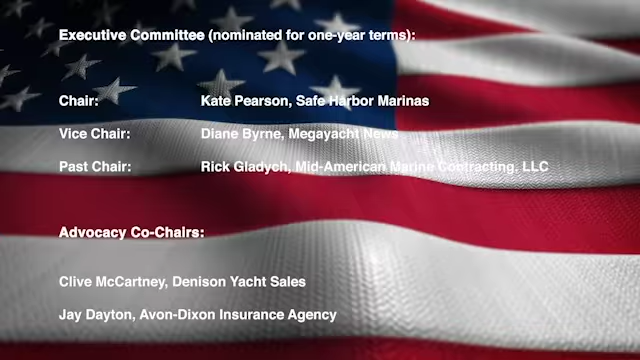 Executive Committee (nominated for one-year terms):
Chair: Kate Pearson, Safe Harbor Marinas
Vice Chair: Diane Byrne, Megayacht News
Past Chair: Rick Gladych, Mid-American Marine Contracting, LLC
Advocacy Co-Chairs:
Clive McCartney, Denison Yacht Sales
Jay Dayton, Avon-Dixon Insurance Agency